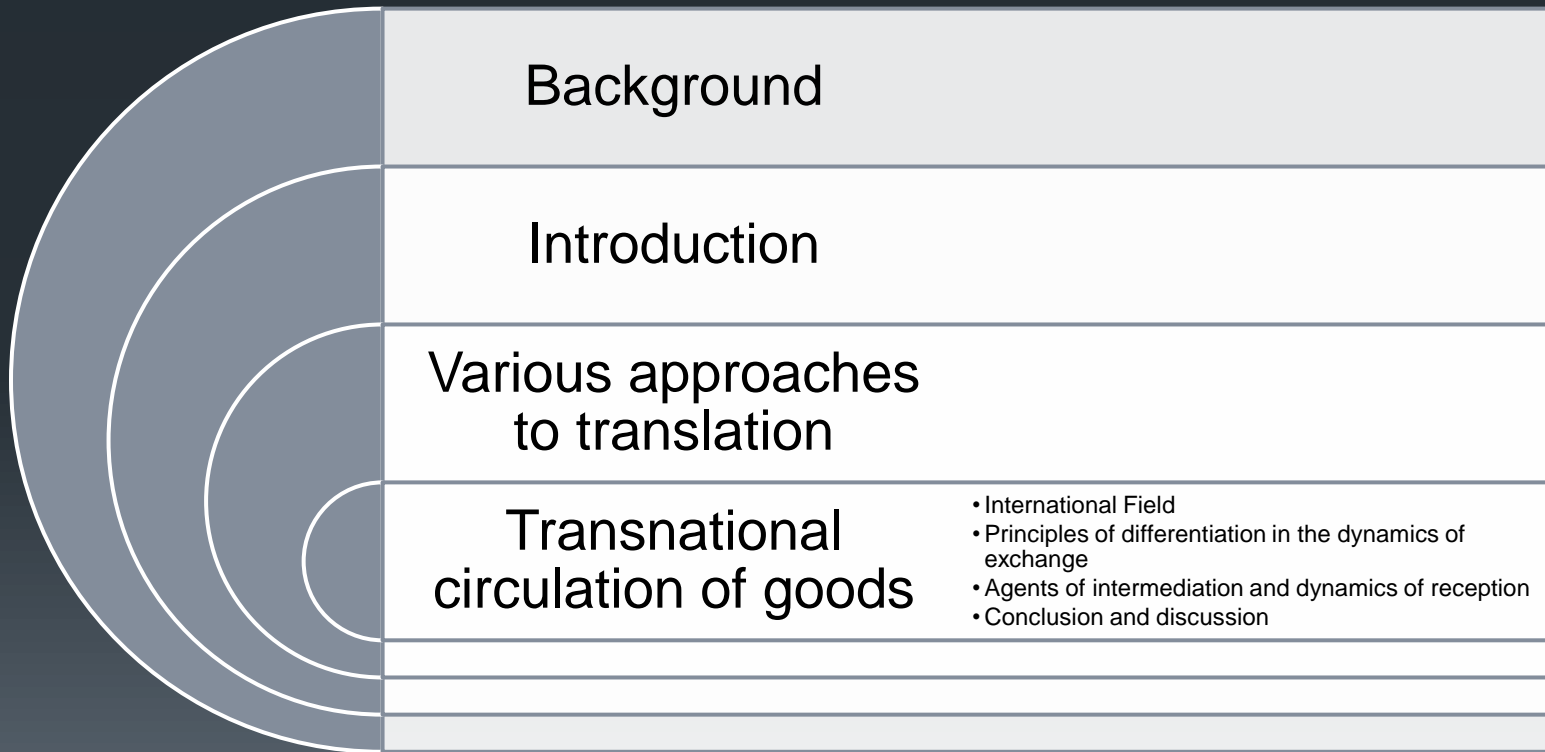 Background
Introduction
Various approaches
to translation
Transnational
circulation of goods
• International Field
• Principles of differentiation in the dynamics of
exchange
• Agents of intermediation and dynamics of reception
• Conclusion and discussion